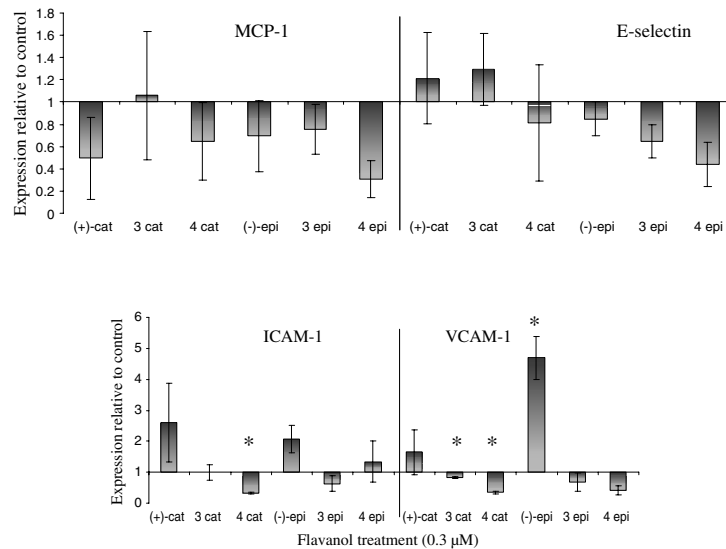 MCP-1 E-selectin
Expression relative to control
1.8
1.6
1.4
1.2
1
0.8
0.6
0.4
0.2
0
(+)-cat 3 cat 4 cat (-)-epi 3 epi 4 epi (+)-cat 3 cat 4 cat (-)-epi 3 epi 4 epi
ICAM-1 VCAM-1
Expression relative to control
6
5
4
3
2
1
0
* * * *
(+)-cat 3 cat 4 cat (-)-epi 3 epi 4 epi (+)-cat 3 cat 4 cat (-)-epi 3 epi 4 epi
Flavanol treatment (0.3 µM)